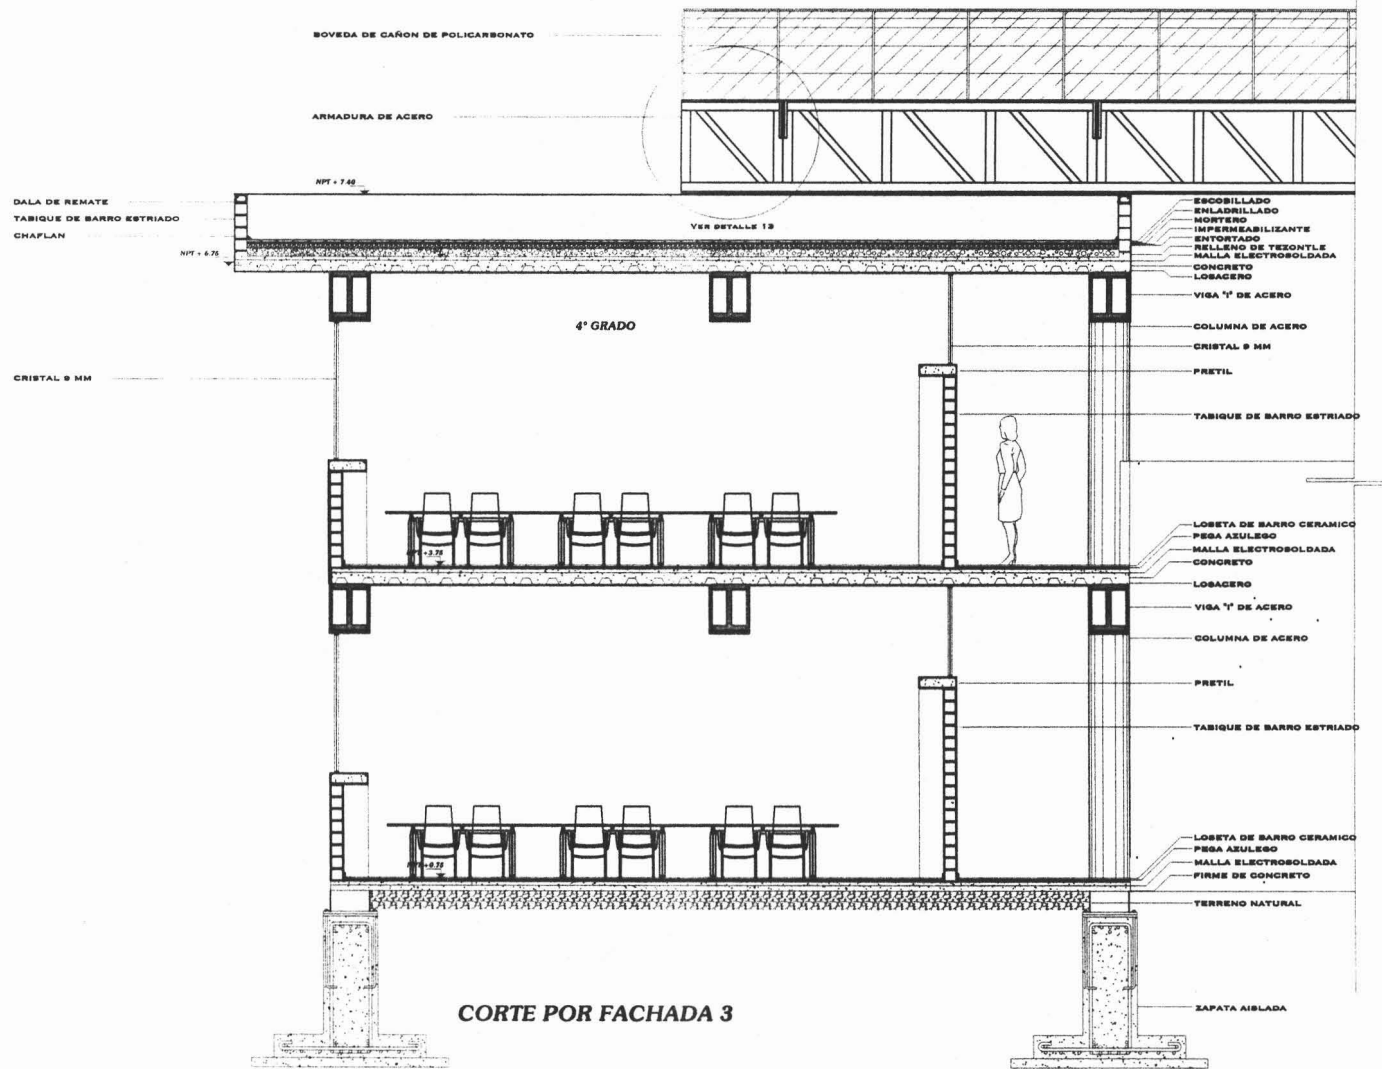 BOVEDA DE CAÑON DE POLICARBONATO
ARMADURA DE ACERO
NPT + 7.40
DALA DE REMATE
TABIQUE DE BARRO ESTRIADO
CHAFLAN
NPT + 6.75
VER DETALLE 13
ESCOBILLADO
ENLADRILLADO
MORTERO
IMPERMEABILIZANTE
ENTORTADO
RELLENO DE TEZONTLE
MALLA ELECTROSOLDADA
CONCRETO
LOSACERO
VIGA "I" DE ACERO
4° GRADO
COLUMNA DE ACERO
CRISTAL 9 MM
PRETIL
CRISTAL 9 MM
TABIQUE DE BARRO ESTRIADO
LOSETA DE BARRO CERAMICO
PEGA AZULEGO
MALLA ELECTROSOLDADA
NPT +3.75
CONCRETO
LOSACERO
VIGA "I" DE ACERO
COLUMNA DE ACERO
PRETIL
TABIQUE DE BARRO ESTRIADO
LOSETA DE BARRO CERAMICO
PEGA AZULEGO
MALLA ELECTROSOLDADA
NPT +0.75
FIRME DE CONCRETO
TERRENO NATURAL
ZAPATA AISLADA
CORTE POR FACHADA 3